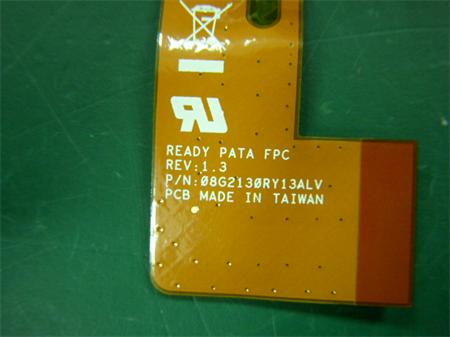 READY PATA FPC
REV:1.3
P/N:08G2130RY13ALV
PCB MADE IN TAIWAN